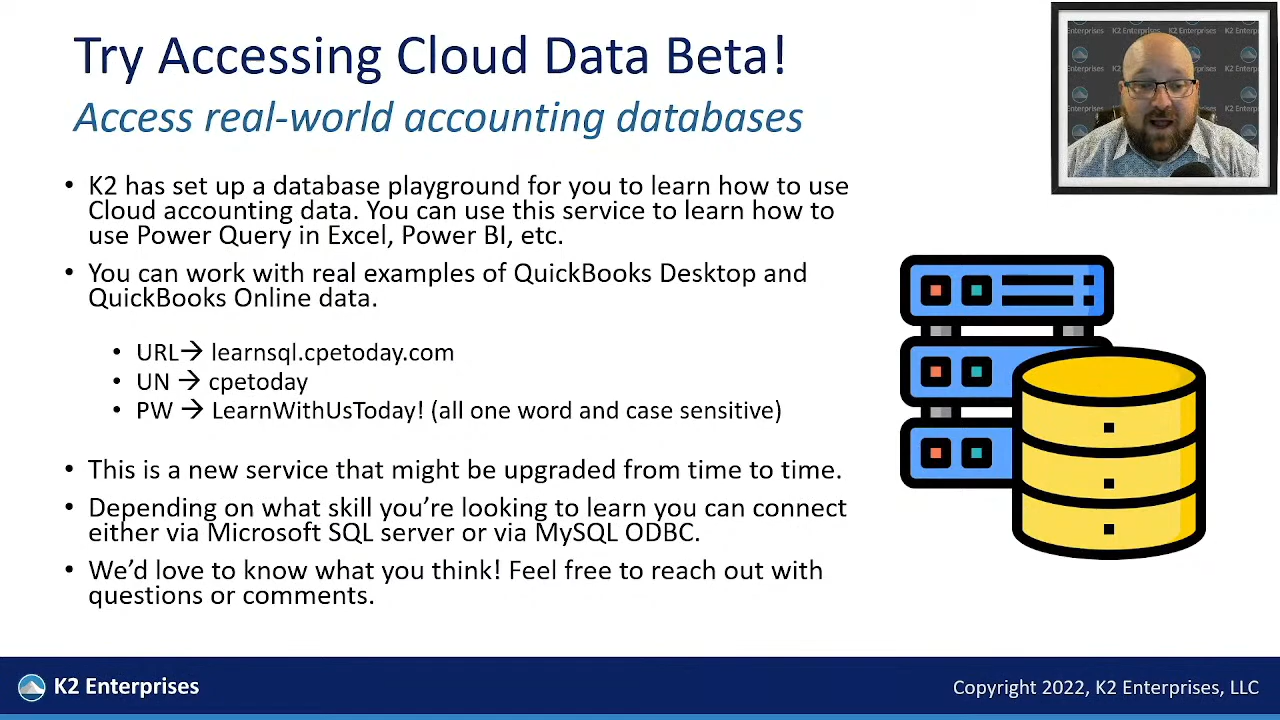 Try Accessing Cloud Data Beta!
Access real-world accounting databases
• K2 has set up a database playground for you to learn how to use
Cloud accounting data. You can use this service to learn how to
use Power Query in Excel, Power BI, etc.
• You can work with real examples of QuickBooks Desktop and
QuickBooks Online data.
• URL→ learnsql.cpetoday.com
• UN → cpetoday
• PW → LearnWithUsToday! (all one word and case sensitive)
• This is a new service that might be upgraded from time to time.
• Depending on what skill you’re looking to learn you can connect
either via Microsoft SQL server or via MySQL ODBC.
• We’d love to know what you think! Feel free to reach out with
questions or comments.
K2 Enterprises
Copyright 2022, K2 Enterprises, LLC